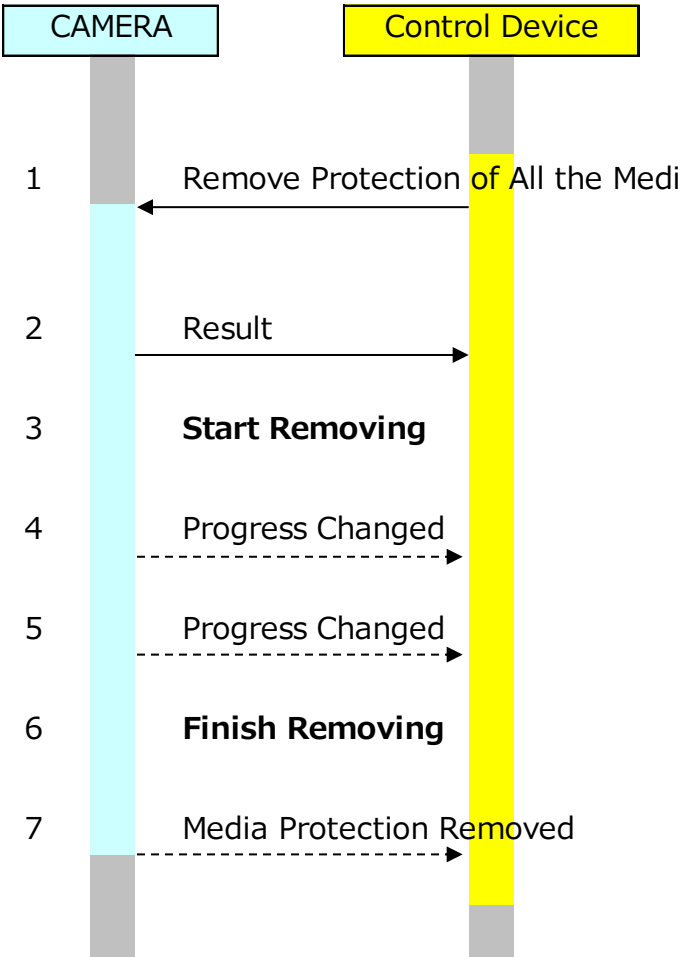 CAMERA Control Device
1 Remove Protection of All the Medi
2 Result
3 Start Removing
4 Progress Changed
5 Progress Changed
6 Finish Removing
7 Media Protection Removed